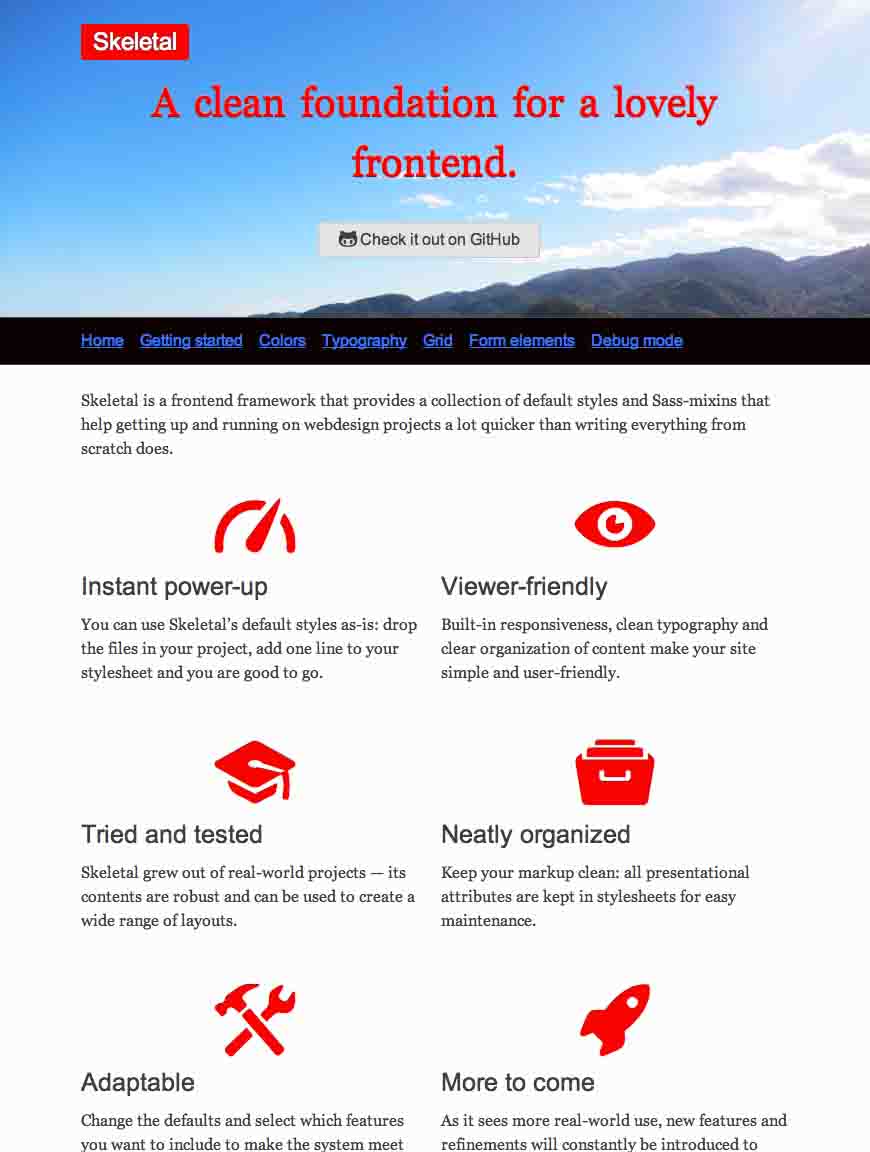 Skeletal
A clean foundation for a lovely
frontend.
Check it out on GitHub
Home Getting started Colors Typography Grid Form elements Debug mode
Skeletal is a frontend framework that provides a collection of default styles and Sass-mixins that
help getting up and running on webdesign projects a lot quicker than writing everything from
scratch does.
Instant power-up
You can use Skeletal’s default styles as-is: drop
the files in your project, add one line to your
stylesheet and you are good to go.
Viewer-friendly
Built-in responsiveness, clean typography and
clear organization of content make your site
simple and user-friendly.
Tried and tested
Skeletal grew out of real-world projects — its
contents are robust and can be used to create a
wide range of layouts.
Neatly organized
Keep your markup clean: all presentational
attributes are kept in stylesheets for easy
maintenance.
Adaptable
Change the defaults and select which features
you want to include to make the system meet
More to come
As it sees more real-world use, new features and
refinements will constantly be introduced to